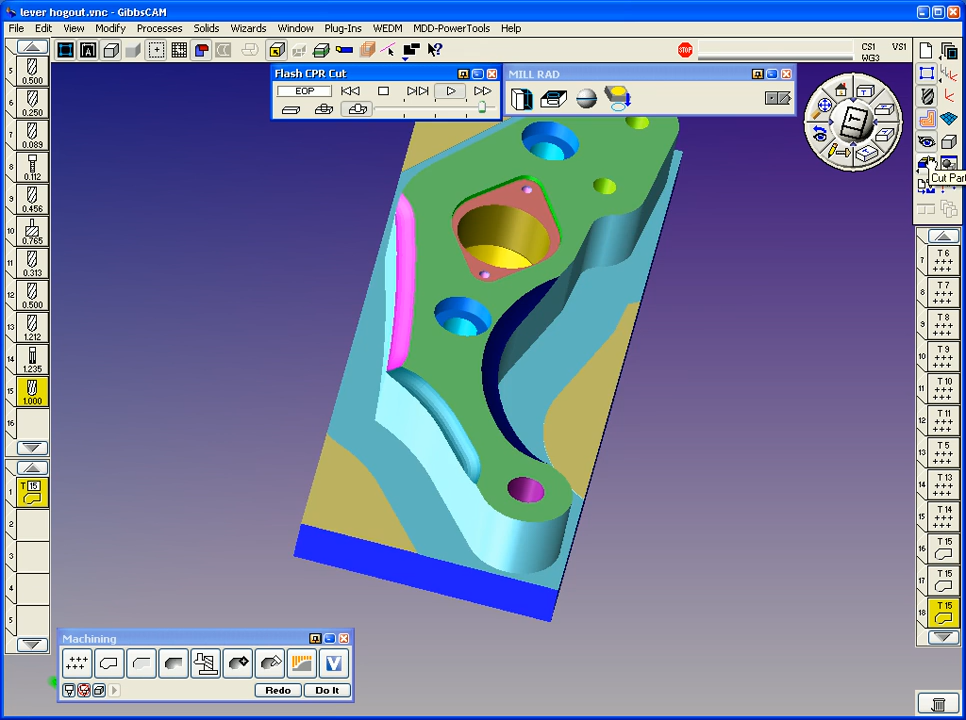 lever hogout.vnc - GibbsCAM
File Edit View Modify Processes Solids Wizards Window Plug-Ins WEDM MDD-PowerTools Help
STOP
CS1 VS1
WG3
Flash CPR Cut
EOP
MILL RAD
Cut Par
5
0.500
6
0.250
7
0.089
8
0.112
9
0.456
10
0.765
11
0.313
12
0.500
13
1.212
14
1.235
15
1.000
16
1
T 15
2
3
4
5
7
T 6
8
T 7
9
T 8
10
T 9
11
T 10
12
T 11
13
T 5
14
T 13
15
T 14
16
T 15
17
T 15
18
T 15
Machining
V
Redo Do It